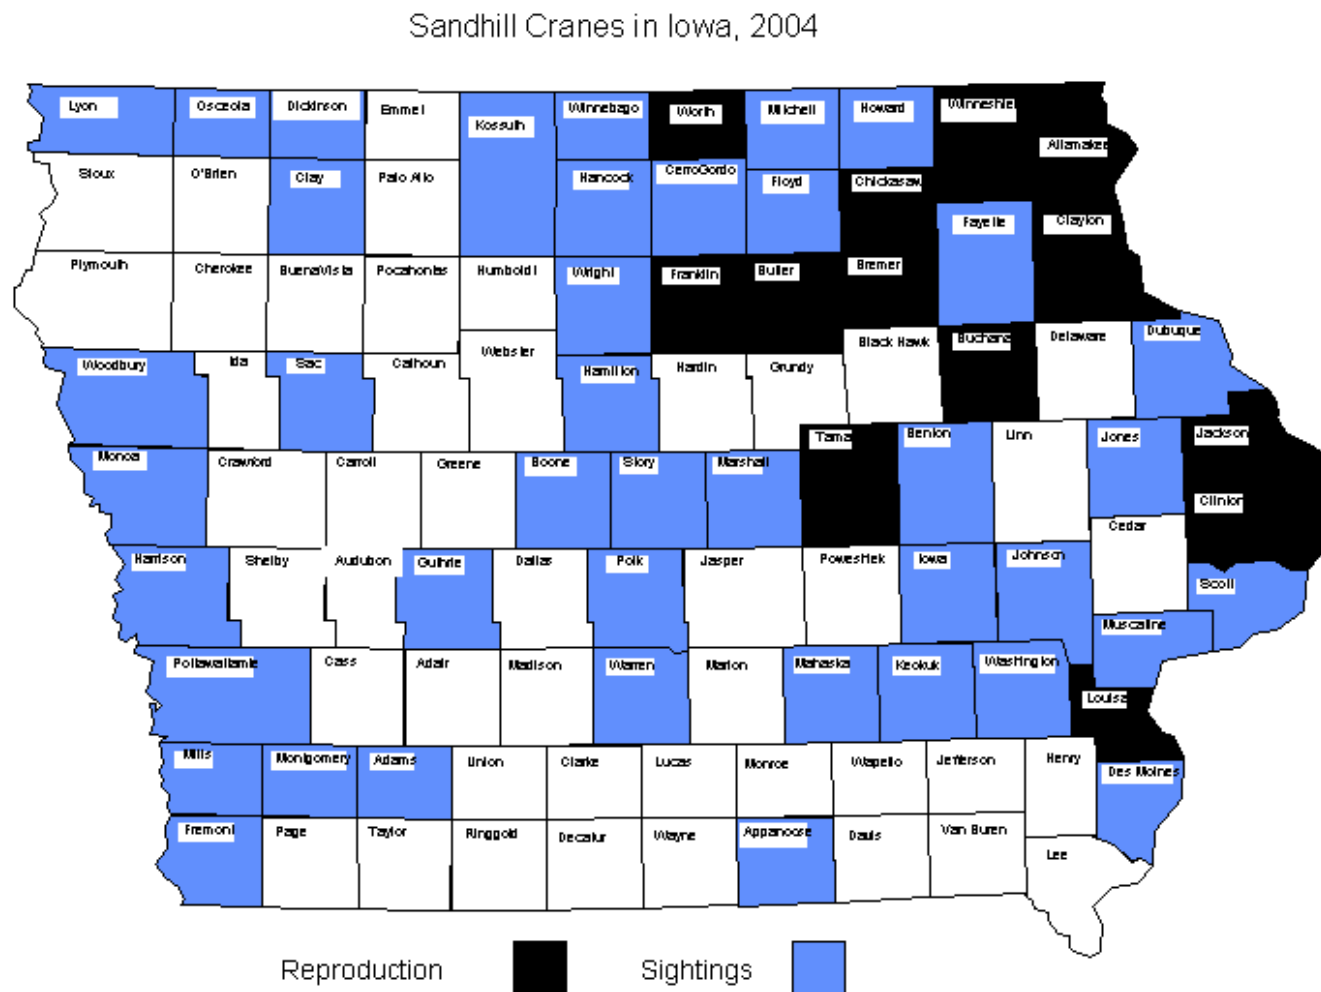 Sandhill Cranes in Iowa, 2004
Lyon Osceola Dickinson Emmet Kossuth Winnebago Worth Mitchell Howard Winneshie
Allamakee
Sioux O'Brien Clay Palo Alto Hancock CerroGordo Floyd Chickasaw
Fayette Clayton
Plymouth Cherokee BuenaVista Pocahontas Humboldt Wright Franklin Butler Bremer
Woodbury Ida Sac Calhoun Webster Hamilton Hardin Grundy Black Hawk Buchana Delaware Dubuque
Monoa Crawford Carroll Greene Boone Story Marshall Tama Benton Linn Jones Jackson
Clinton
Cedar
Harrison Shelby Audubon Guthrie Dallas Polk Jasper Poweshiek Iowa Johnson Scott
Muscatine
Pottawattamie Cass Adair Madison Warren Marion Mahaska Keokuk Washington
Louisa
Mills Montgomery Adams Union Clarke Lucas Monroe Wapello Jefferson Henry Des Moines
Fremont Page Taylor Ringgold Decatur Wayne Appanoose Davis Van Buren
Lee
Reproduction Sightings